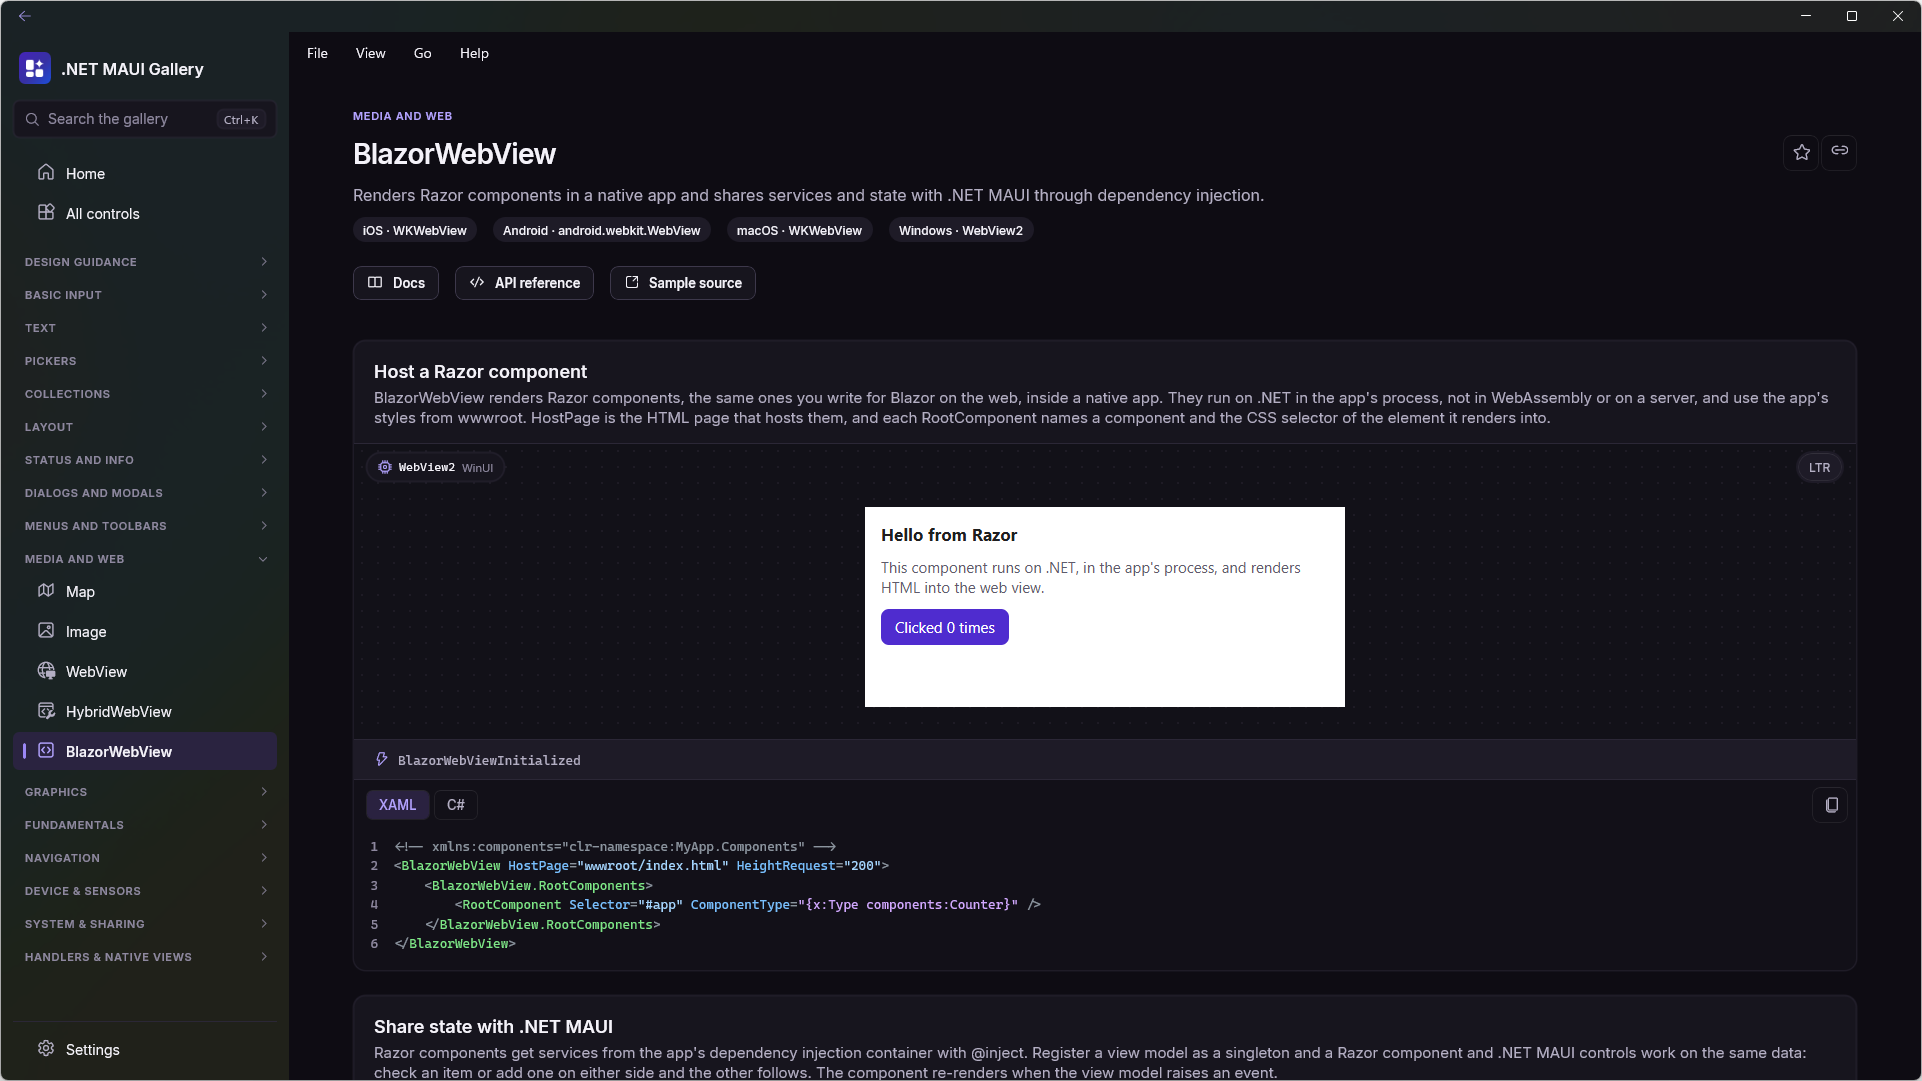 .NET MAUI Gallery
Search the gallery
Ctrl+K
Home
All controls
DESIGN GUIDANCE
BASIC INPUT
TEXT
PICKERS
COLLECTIONS
LAYOUT
STATUS AND INFO
DIALOGS AND MODALS
MENUS AND TOOLBARS
MEDIA AND WEB
Map
Image
WebView
HybridWebView
BlazorWebView
GRAPHICS
FUNDAMENTALS
NAVIGATION
DEVICE & SENSORS
SYSTEM & SHARING
HANDLERS & NATIVE VIEWS
Settings
File View Go Help
MEDIA AND WEB
BlazorWebView
Renders Razor components in a native app and shares services and state with .NET MAUI through dependency injection.
iOS · WKWebView Android · android.webkit.WebView macOS · WKWebView Windows · WebView2
Docs API reference Sample source
Host a Razor component
BlazorWebView renders Razor components, the same ones you write for Blazor on the web, inside a native app. They run on .NET in the app's process, not in WebAssembly or on a server, and use the app's
styles from wwwroot. HostPage is the HTML page that hosts them, and each RootComponent names a component and the CSS selector of the element it renders into.
WebView2 WinUI
LTR
Hello from Razor
This component runs on .NET, in the app's process, and renders
HTML into the web view.
Clicked 0 times
BlazorWebViewInitialized
XAML C#
1 <!-- xmlns:components="clr-namespace:MyApp.Components" -->
2 <BlazorWebView HostPage="wwwroot/index.html" HeightRequest="200">
3 <BlazorWebView.RootComponents>
4 <RootComponent Selector="#app" ComponentType="{x:Type components:Counter}" />
5 </BlazorWebView.RootComponents>
6 </BlazorWebView>
Share state with .NET MAUI
Razor components get services from the app's dependency injection container with @inject. Register a view model as a singleton and a Razor component and .NET MAUI controls work on the same data:
check an item or add one on either side and the other follows. The component re-renders when the view model raises an event.